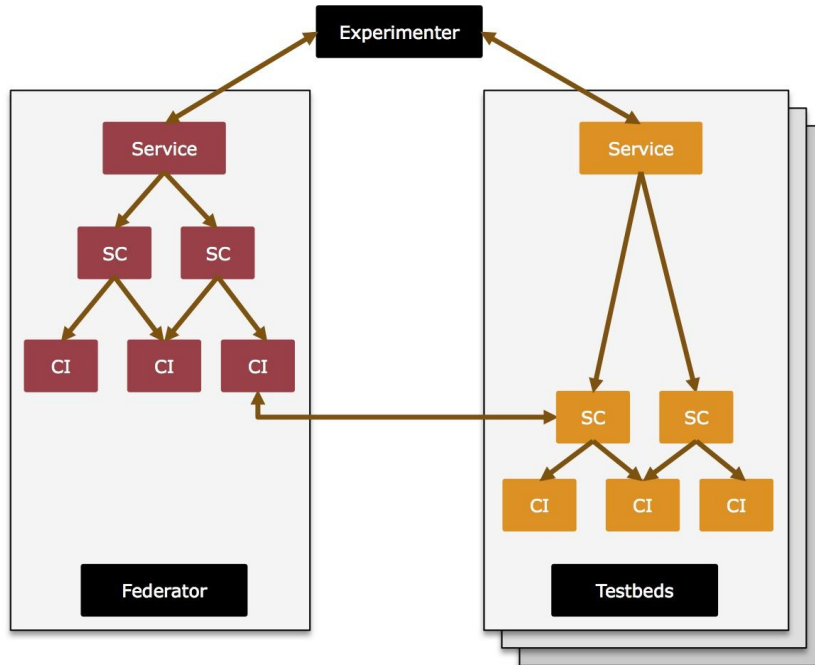 Experimenter
Service
Service
SC
SC
CI
CI
CI
SC
SC
CI
CI
CI
Federator
Testbeds